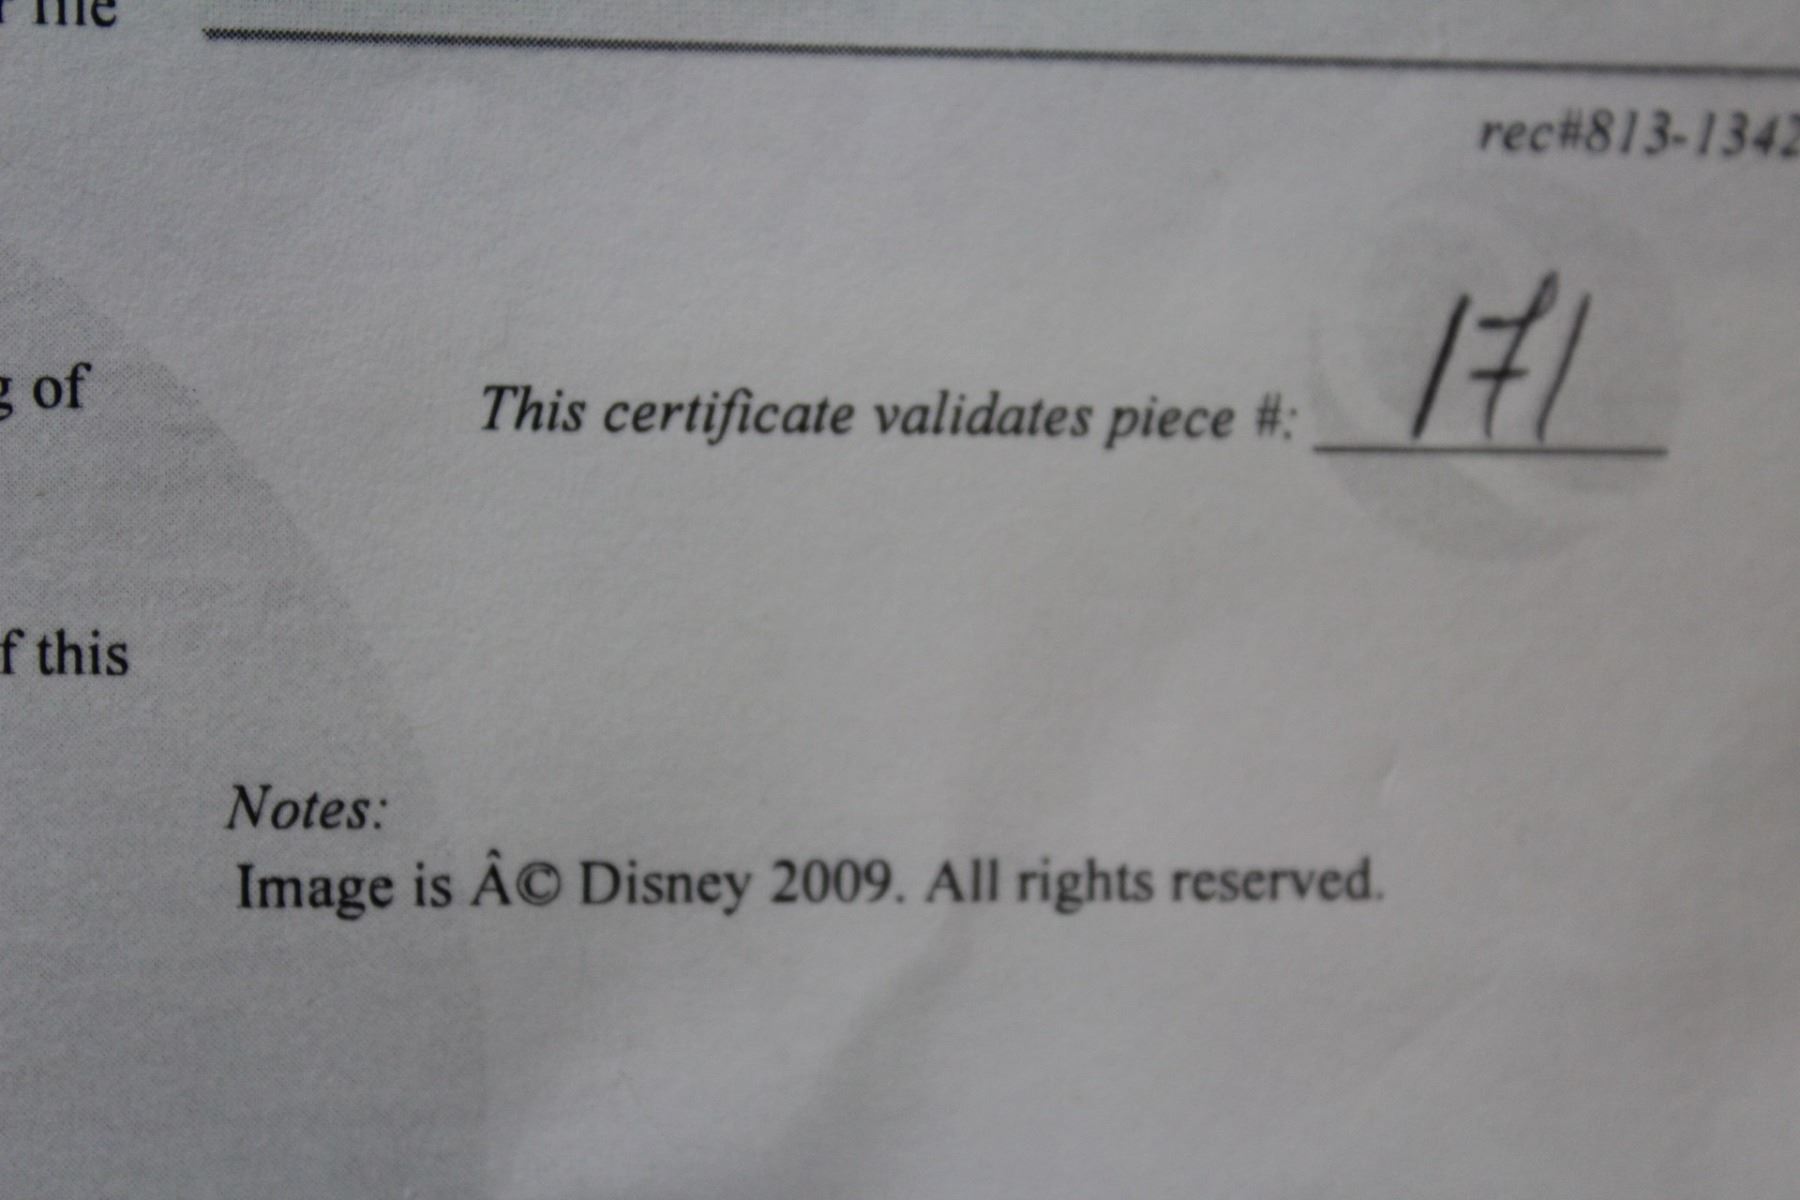 rec#813-1342
g of
This certificate validates piece #: 171
f this
Notes:
Image is Â© Disney 2009. All rights reserved.